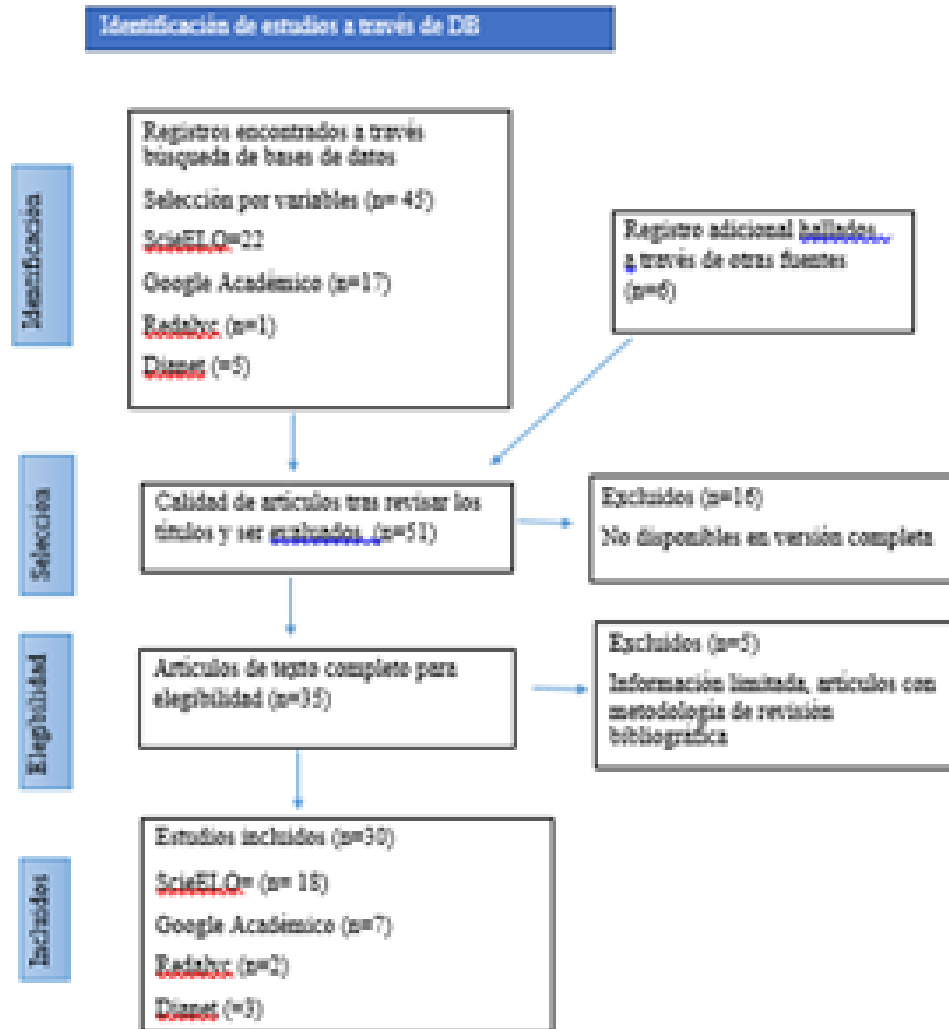 Identificación de estudios a través de DB
Identificación
Registros encontrados a través
búsqueda de bases de datos
Selección por variables (n= 45)
ScieELO=22
Google Académico (n=17)
Redalyc (n=1)
Dianet (=5)
Registro adicional hallados
a través de otras fuentes
(n=6)
Selección
Calidad de artículos tras revisar los
títulos y ser evaluados (n=51)
Excluidos (n=16)
No disponibles en versión completa
Elegibilidad
Artículos de texto completo para
elegibilidad (n=35)
Excluidos (n=5)
Información limitada, artículos con
metodología de revisión
bibliográfica
Incluidos
Estudios incluidos (n=30)
ScieELO= (n= 18)
Google Académico (n=7)
Redalyc (n=2)
Dianet (=3)